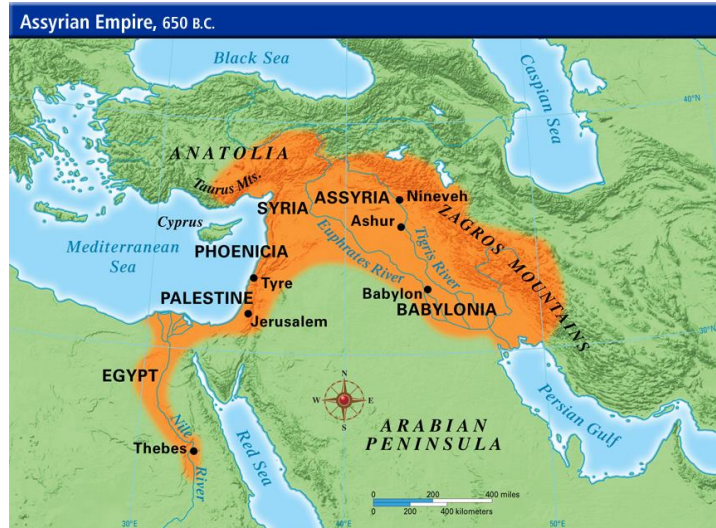 Assyrian Empire, 650 B.C.
Black Sea
Caspian Sea
40°N
ANATOLIA
Taurus Mts.
ASSYRIA
Nineveh
SYRIA
Cyprus
Ashur
ZAGROS MOUNTAINS
Mediterranean
Sea
PHOENICIA
Euphrates River
Tigris River
Tyre
Babylon
PALESTINE
BABYLONIA
Jerusalem
30°N
EGYPT
N
W
E
S
Persian Gulf
ARABIAN
PENINSULA
Nile
River
Red Sea
Thebes
0
200
400 miles
0
200
400 kilometers
30°E
40°E
50°E